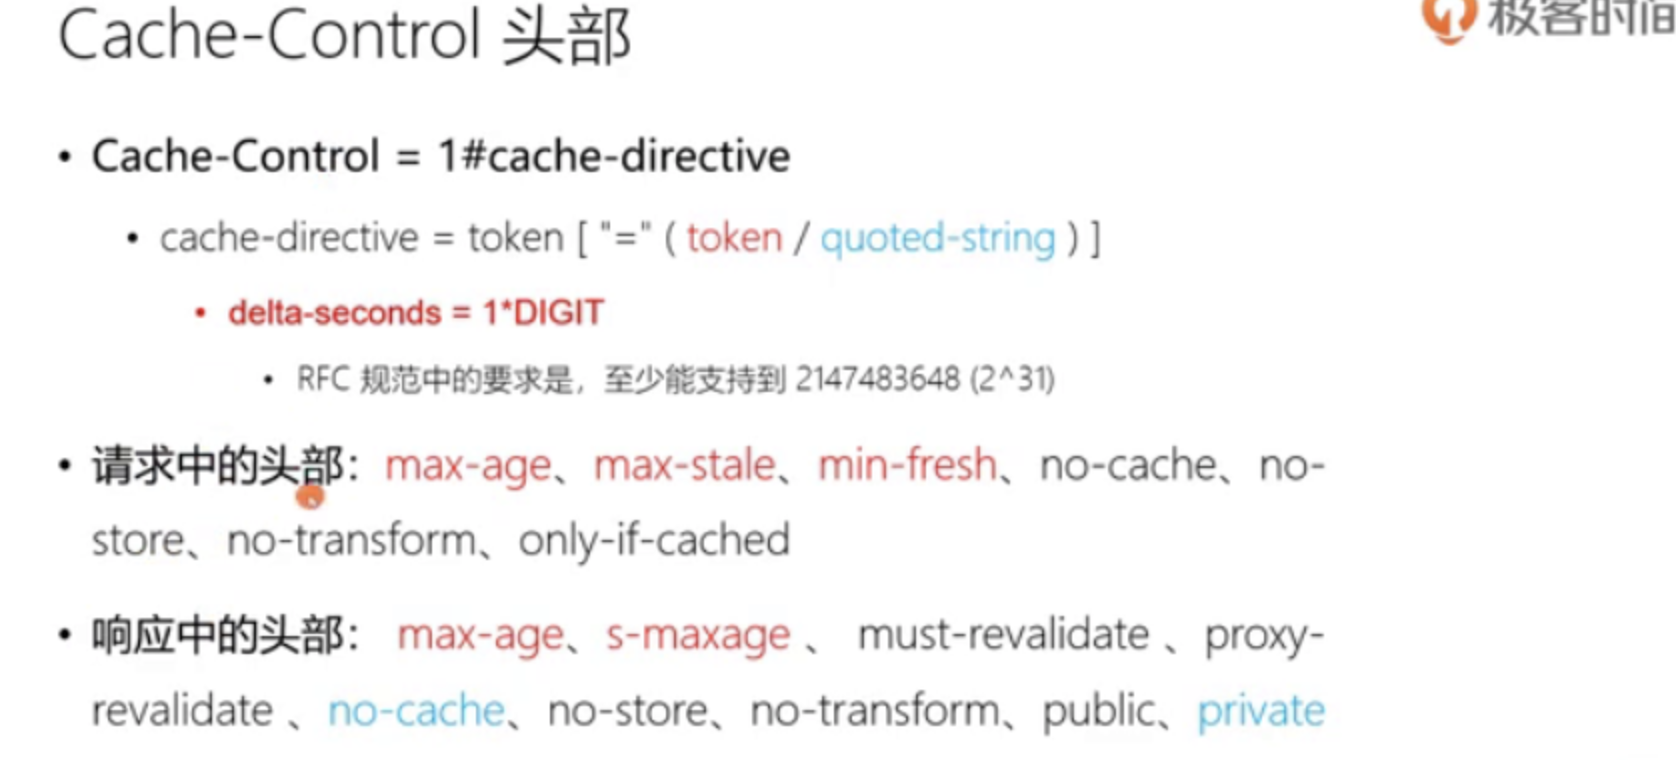 Cache-Control 头部
极客时间
• Cache-Control = 1#cache-directive
• cache-directive = token [ "=" ( token / quoted-string ) ]
• delta-seconds = 1*DIGIT
• RFC 规范中的要求是，至少能支持到 2147483648 (2^31)
• 请求中的头部：max-age、max-stale、min-fresh、no-cache、no-
store、no-transform、only-if-cached
• 响应中的头部： max-age、s-maxage 、 must-revalidate 、proxy-
revalidate 、no-cache、no-store、no-transform、public、private